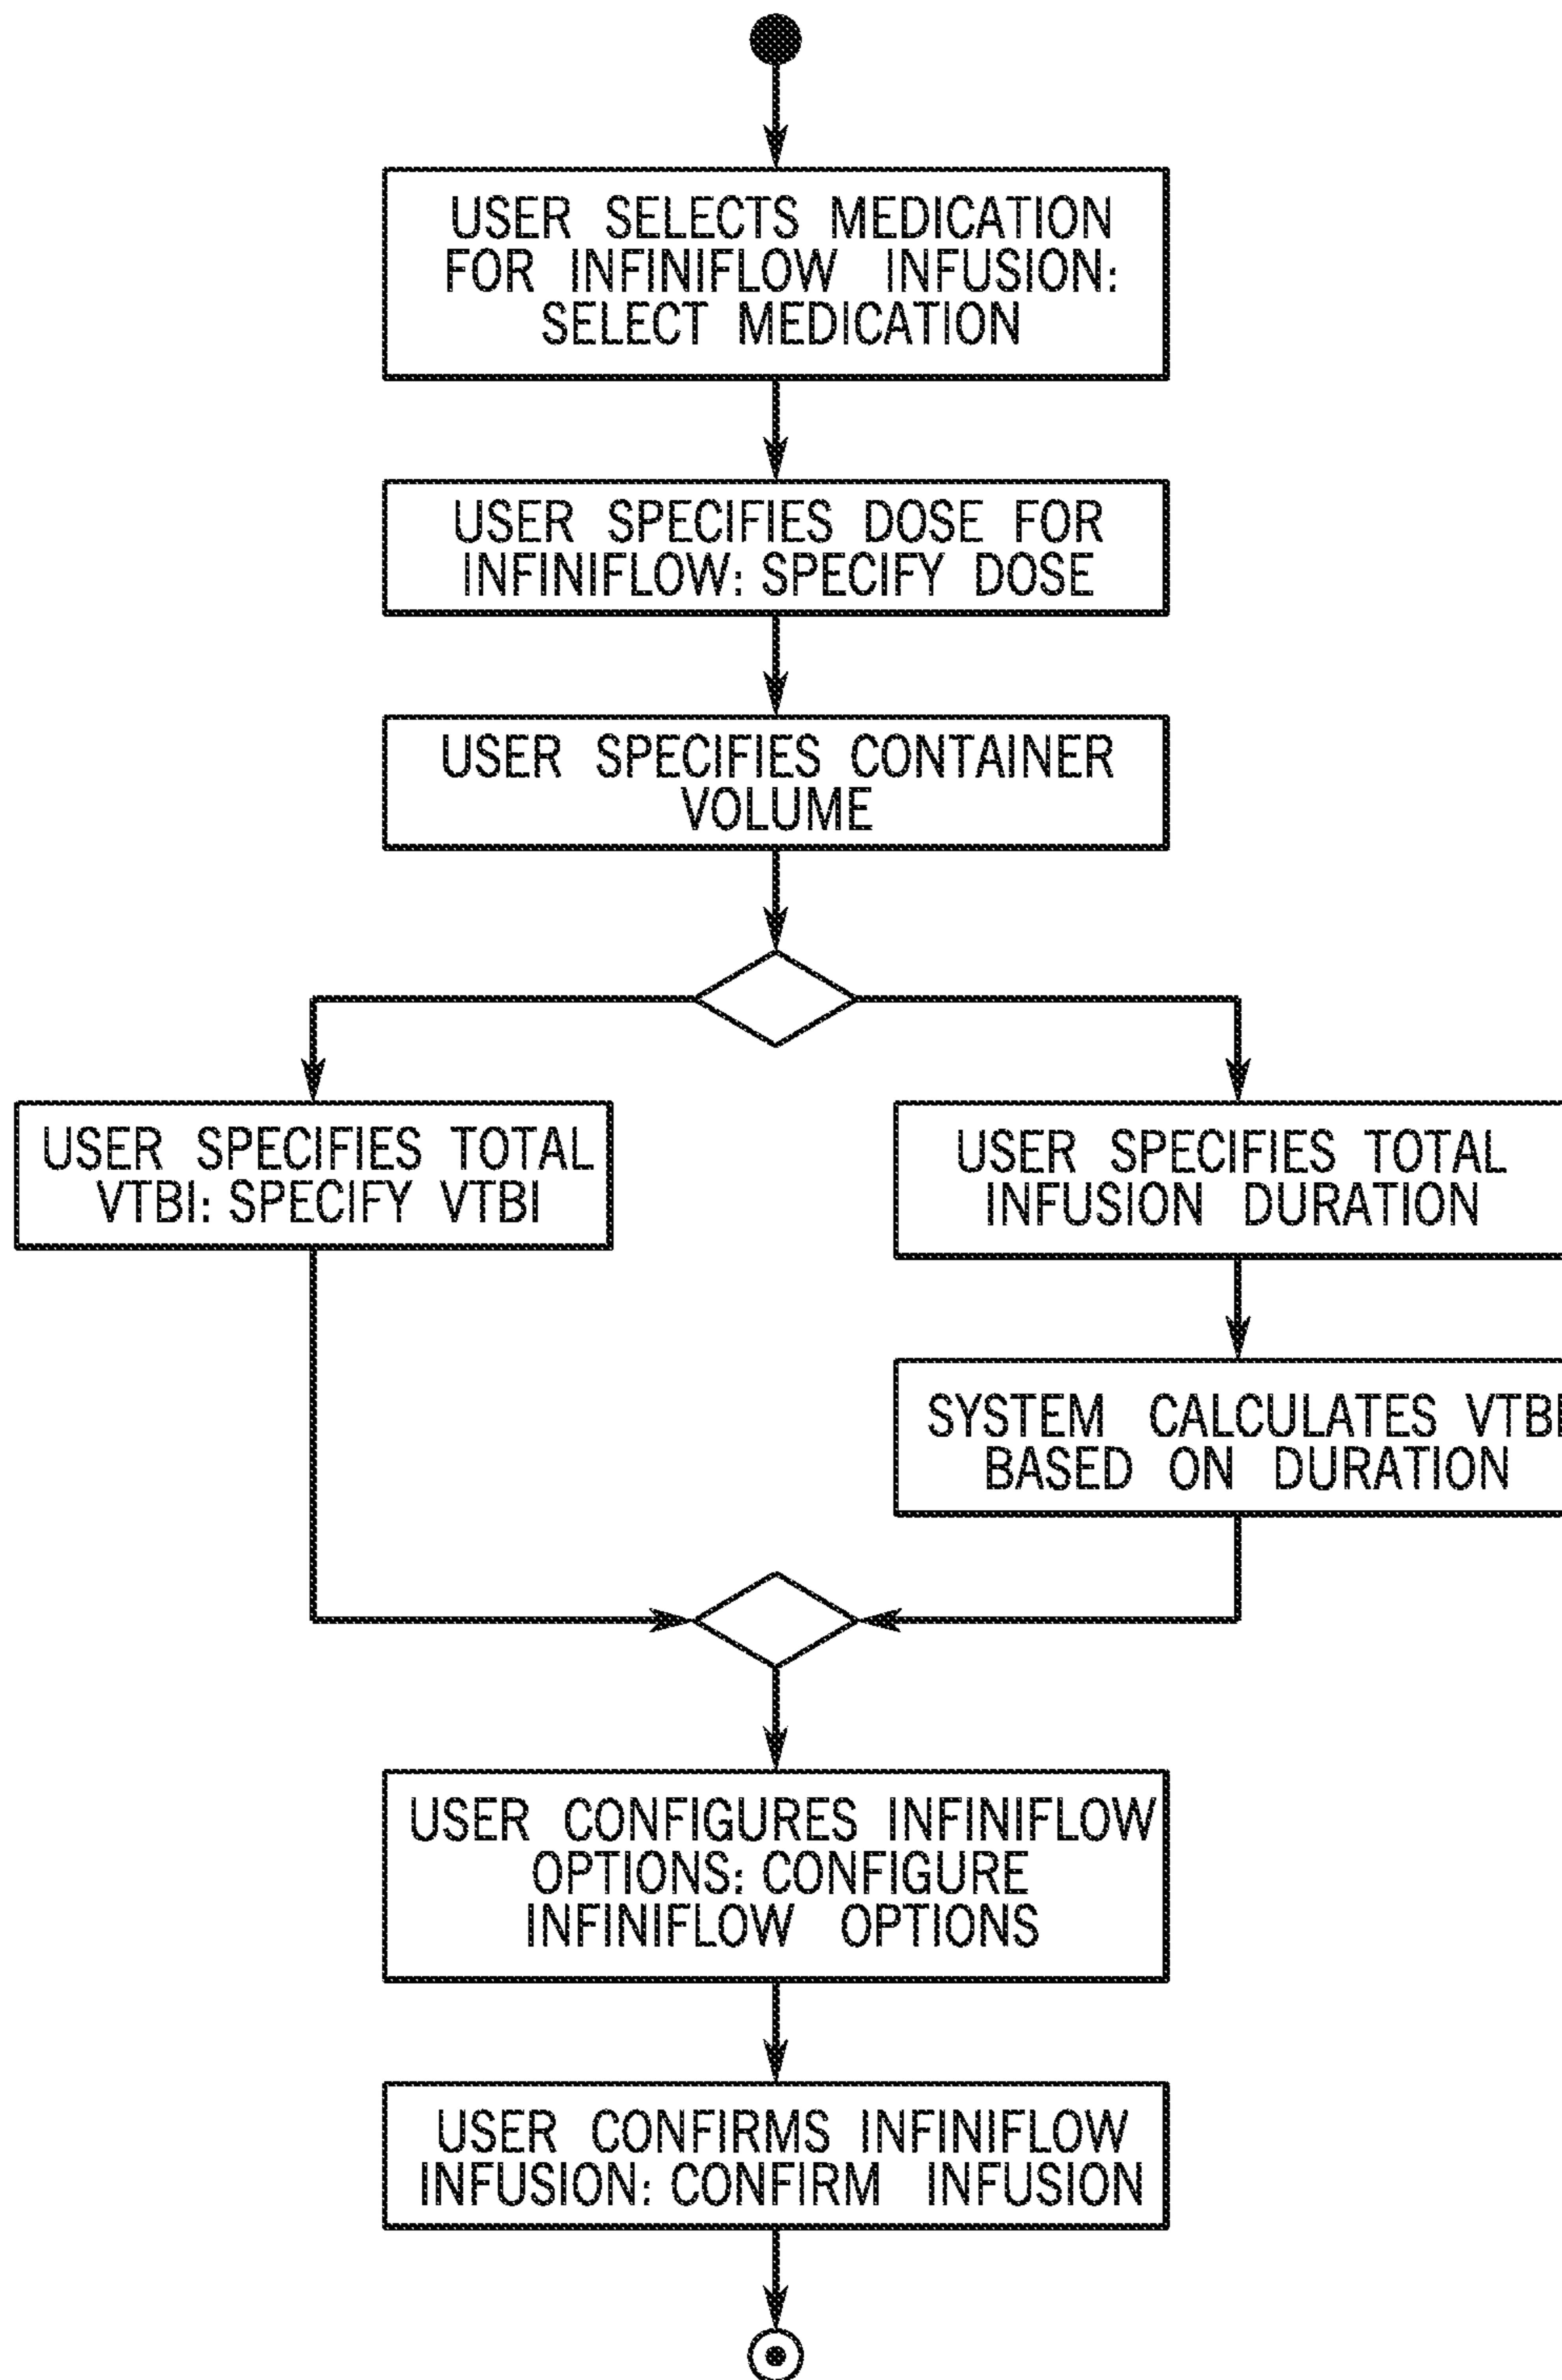 USER SELECTS MEDICATION
FOR INFINIFLOW INFUSION:
SELECT MEDICATION
USER SPECIFIES DOSE FOR
INFINIFLOW: SPECIFY DOSE
USER SPECIFIES CONTAINER
VOLUME
USER SPECIFIES TOTAL
VTBI: SPECIFY VTBI
USER SPECIFIES TOTAL
INFUSION DURATION
SYSTEM CALCULATES VTBI
BASED ON DURATION
USER CONFIGURES INFINIFLOW
OPTIONS: CONFIGURE
INFINIFLOW OPTIONS
USER CONFIRMS INFINIFLOW
INFUSION: CONFIRM INFUSION